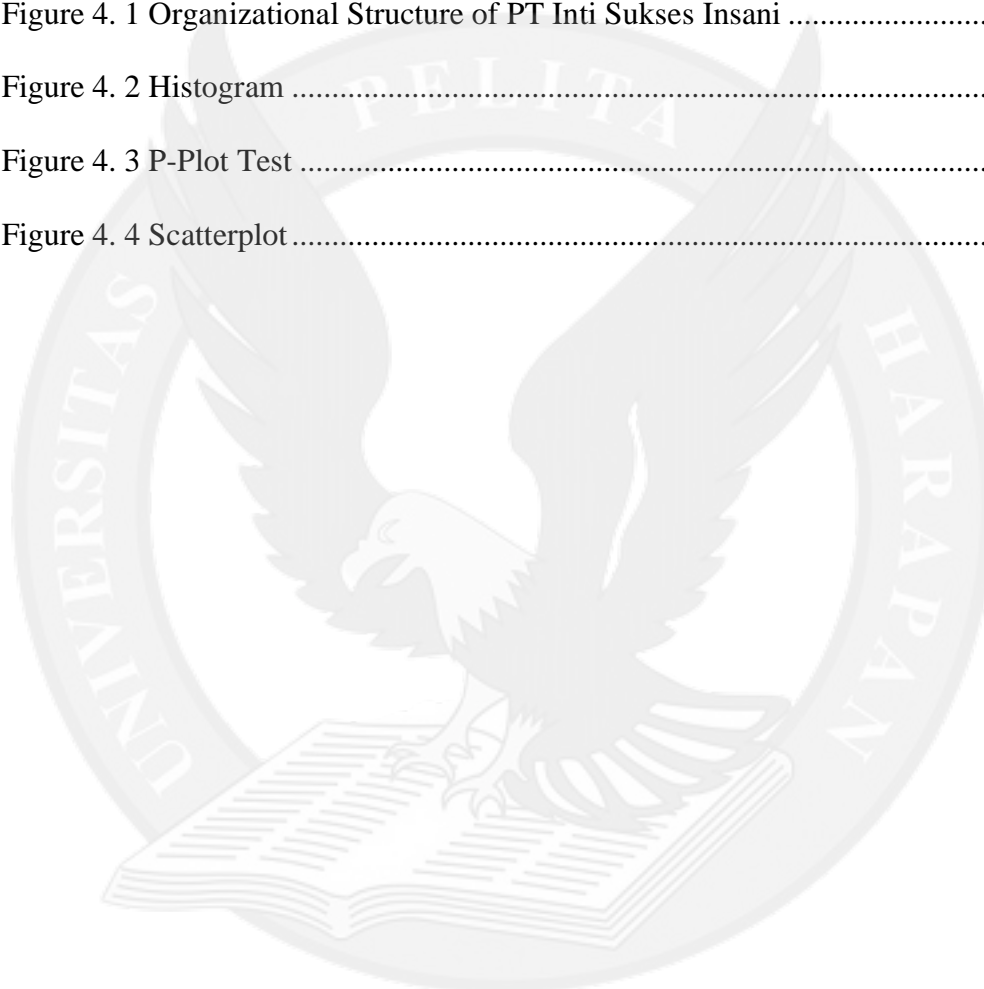 Figure 4. 1 Organizational Structure of PT Inti Sukses Insani ....................
Figure 4. 2 Histogram ....................................................................................
Figure 4. 3 P-Plot Test ...................................................................................
Figure 4. 4 Scatterplot....................................................................................
UNIVERSITAS PELITA HARAPAN